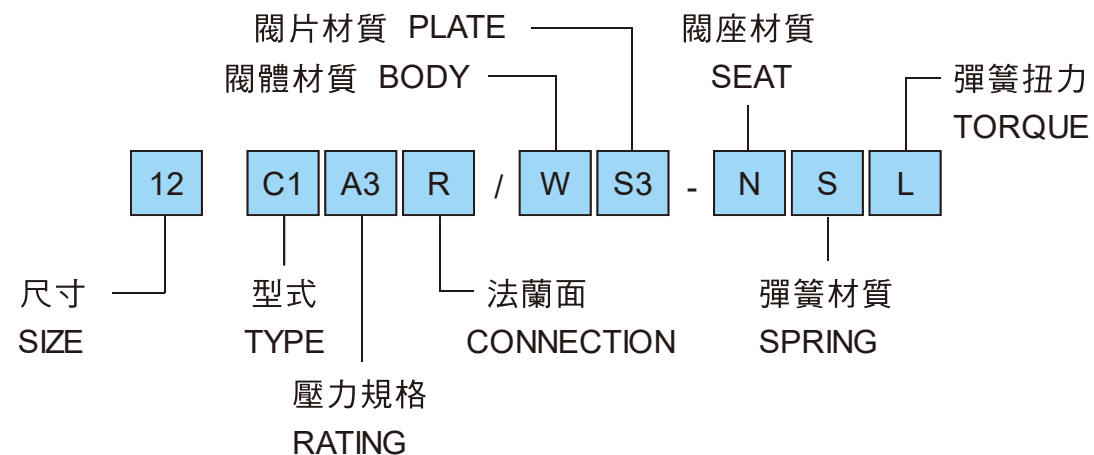 閥片材質 PLATE
閥座材質
閥體材質 BODY
SEAT
彈簧扭力
TORQUE
12 C1 A3 R / W S3 - N S L
尺寸
SIZE
型式
TYPE
法蘭面
CONNECTION
彈簧材質
SPRING
壓力規格
RATING